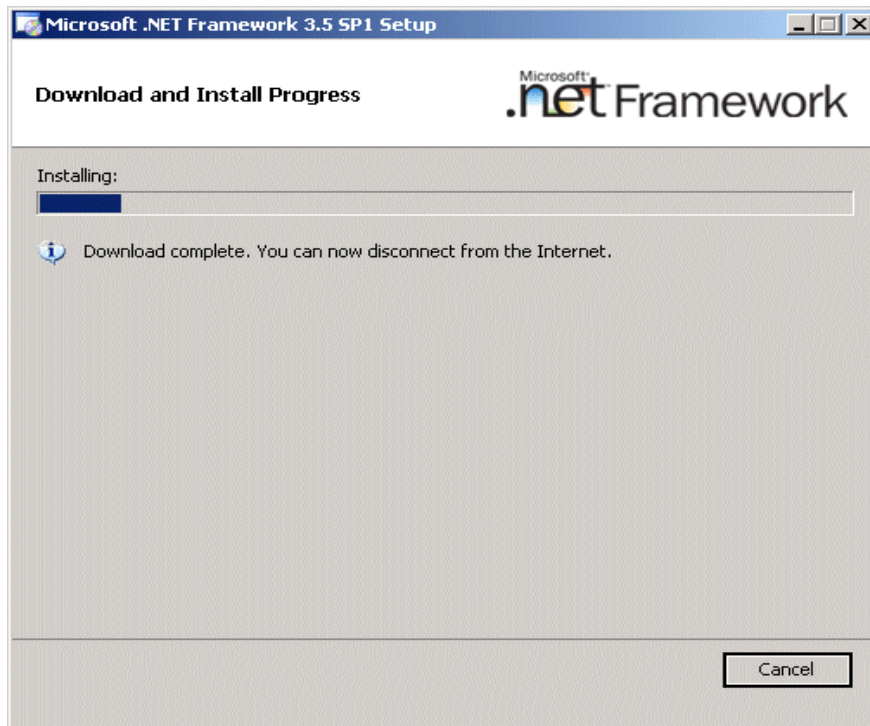 Microsoft .NET Framework 3.5 SP1 Setup
Download and Install Progress
Microsoft
.net Framework
Installing:
Download complete. You can now disconnect from the Internet.
Cancel